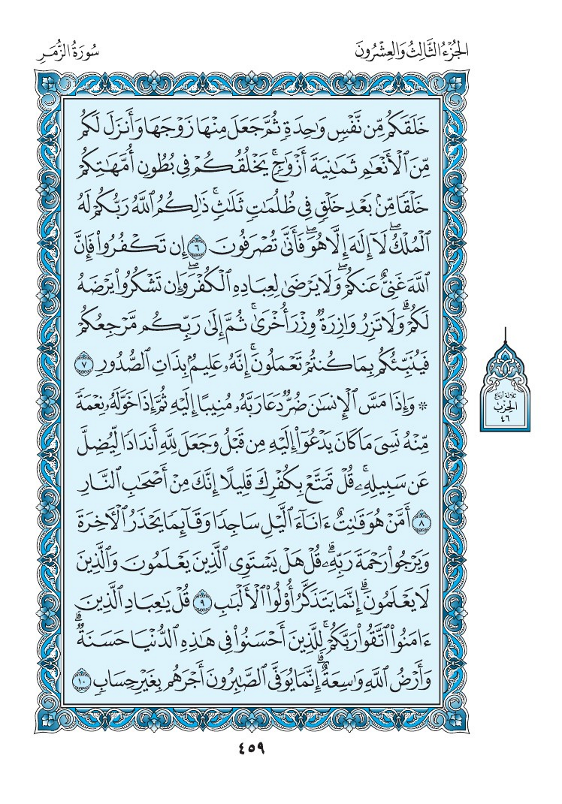 سُورَةُ الزُّمَرِ
الجُزْءُ الثَّالِثُ وَالعِشْرُونَ
خَلَقَكُم مِّن نَّفۡسٖ وَٰحِدَةٖ ثُمَّ جَعَلَ مِنۡهَا زَوۡجَهَا وَأَنزَلَ لَكُم
مِّنَ ٱلۡأَنۡعَٰمِ ثَمَٰنِيَةَ أَزۡوَٰجٖۚ يَخۡلُقُكُمۡ فِي بُطُونِ أُمَّهَٰتِكُمۡ
خَلۡقٗا مِّنۢ بَعۡدِ خَلۡقٖ فِي ظُلُمَٰتٖ ثَلَٰثٖۚ ذَٰلِكُمُ ٱللَّهُ رَبُّكُمۡ لَهُ
ٱلۡمُلۡكُۖ لَآ إِلَٰهَ إِلَّا هُوَۖ فَأَنَّىٰ تُصۡرَفُونَ ٦ إِن تَكۡفُرُواْ فَإِنَّ
ٱللَّهَ غَنِيٌّ عَنكُمۡۖ وَلَا يَرۡضَىٰ لِعِبَادِهِ ٱلۡكُفۡرَۖ وَإِن تَشۡكُرُواْ يَرۡضَهُ
لَكُمۡۗ وَلَا تَزِرُ وَازِرَةٞ وِزۡرَ أُخۡرَىٰۚ ثُمَّ إِلَىٰ رَبِّكُم مَّرۡجِعُكُمۡ
فَيُنَبِّئُكُم بِمَا كُنتُمۡ تَعۡمَلُونَۚ إِنَّهُۥ عَلِيمُۢ بِذَاتِ ٱلصُّدُورِ ٧
۞ وَإِذَا مَسَّ ٱلۡإِنسَٰنَ ضُرّٞ دَعَا رَبَّهُۥ مُنِيبًا إِلَيۡهِ ثُمَّ إِذَا خَوَّلَهُۥ نِعۡمَةٗ
مِّنۡهُ نَسِيَ مَا كَانَ يَدۡعُوٓاْ إِلَيۡهِ مِن قَبۡلُ وَجَعَلَ لِلَّهِ أَندَادٗا لِّيُضِلَّ
عَن سَبِيلِهِۦۚ قُلۡ تَمَتَّعۡ بِكُفۡرِكَ قَلِيلًا إِنَّكَ مِنۡ أَصۡحَٰبِ ٱلنَّارِ
٨ أَمَّنۡ هُوَ قَٰنِتٌ ءَانَآءَ ٱلَّيۡلِ سَاجِدٗا وَقَآئِمٗا يَحۡذَرُ ٱلۡأٓخِرَةَ
وَيَرۡجُواْ رَحۡمَةَ رَبِّهِۦۗ قُلۡ هَلۡ يَسۡتَوِي ٱلَّذِينَ يَعۡلَمُونَ وَٱلَّذِينَ
لَا يَعۡلَمُونَۗ إِنَّمَا يَتَذَكَّرُ أُوْلُواْ ٱلۡأَلۡبَٰبِ ٩ قُلۡ يَٰعِبَادِ ٱلَّذِينَ
ءَامَنُواْ ٱتَّقُواْ رَبَّكُمۡۚ لِلَّذِينَ أَحۡسَنُواْ فِي هَٰذِهِ ٱلدُّنۡيَا حَسَنَةٞۗ
وَأَرۡضُ ٱللَّهِ وَٰسِعَةٌۗ إِنَّمَا يُوَفَّى ٱلصَّٰبِرُونَ أَجۡرَهُم بِغَيۡرِ حِسَابٖ ١٠
ثلاثة أرباع
الحزب
٤٦
٤٥٩